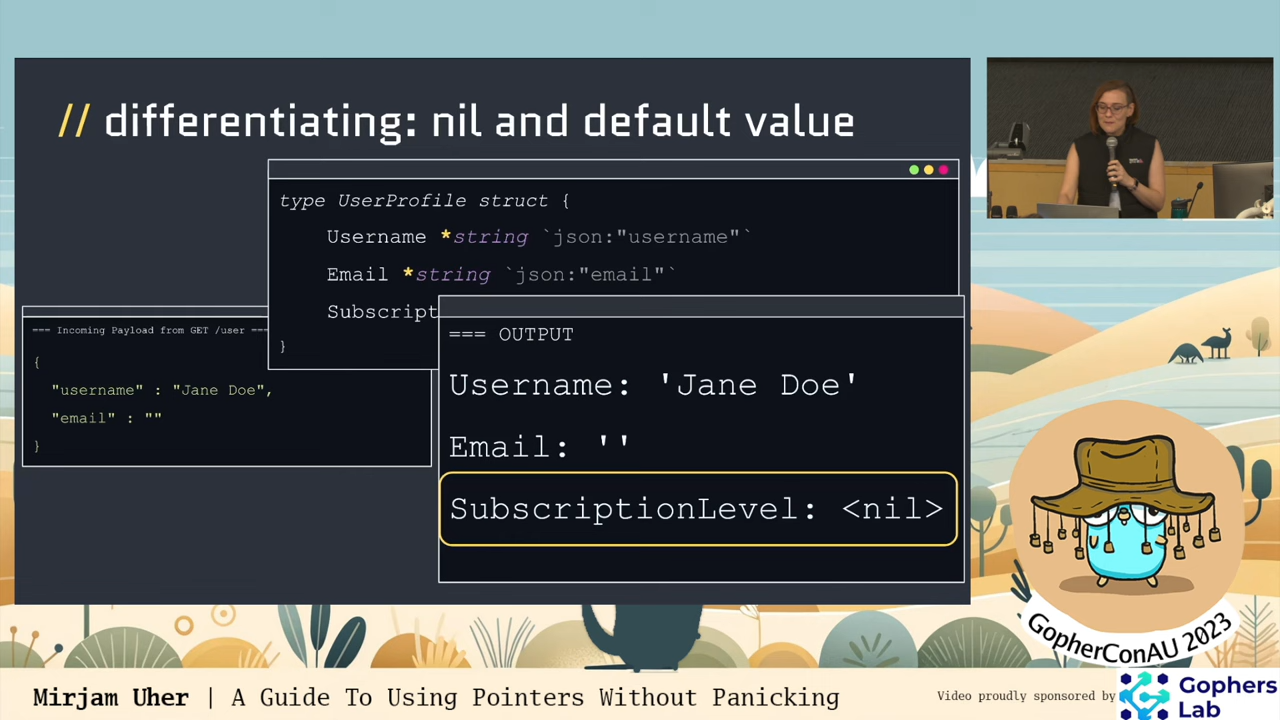 // differentiating: nil and default value
type UserProfile struct {
Username *string `json:"username"`
Email *string `json:"email"`
Subscript
}
=== Incoming Payload from GET /user ===
{
"username" : "Jane Doe",
"email" : ""
}
=== OUTPUT
Username: 'Jane Doe'
Email: ''
SubscriptionLevel: <nil>
GopherConAU 2023
Mirjam Uher | A Guide To Using Pointers Without Panicking
Video proudly sponsored by
Gophers
Lab